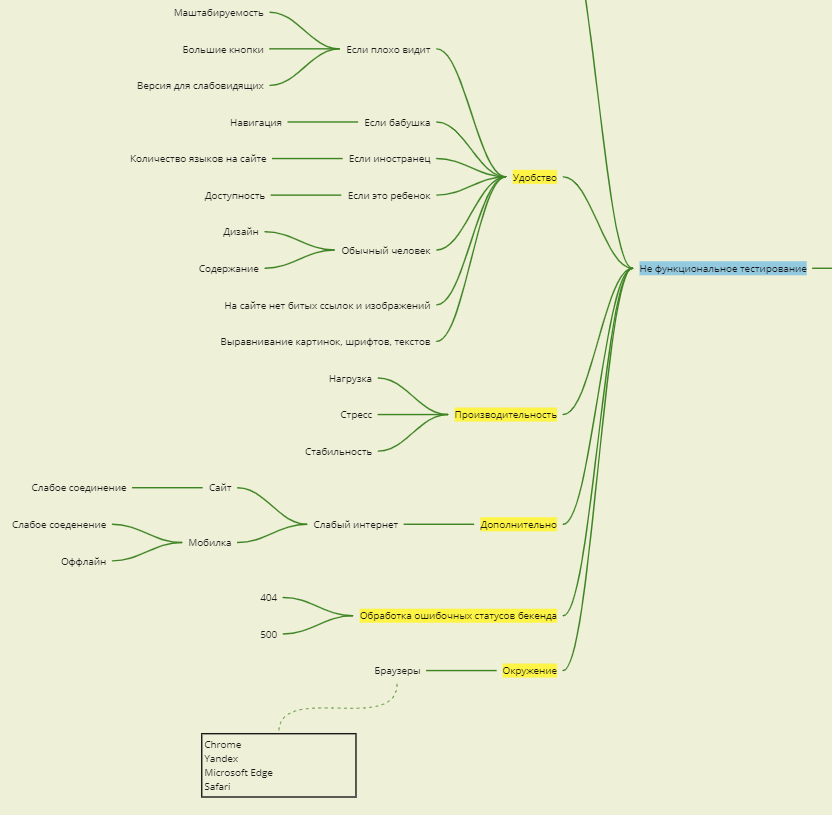 Маштабируемость
Большие кнопки
Если плохо видит
Версия для слабовидящих
Навигация
Если бабушка
Количество языков на сайте
Если иностранец
Удобство
Доступность
Если это ребенок
Дизайн
Обычный человек
Содержание
Не функциональное тестирование
На сайте нет битых ссылок и изображений
Выравнивание картинок, шрифтов, текстов
Нагрузка
Стресс
Производительность
Стабильность
Слабое соединение
Сайт
Слабое соеденение
Слабый интернет
Дополнительно
Мобилка
Оффлайн
404
Обработка ошибочных статусов бекенда
500
Браузеры
Окружение
Chrome
Yandex
Microsoft Edge
Safari